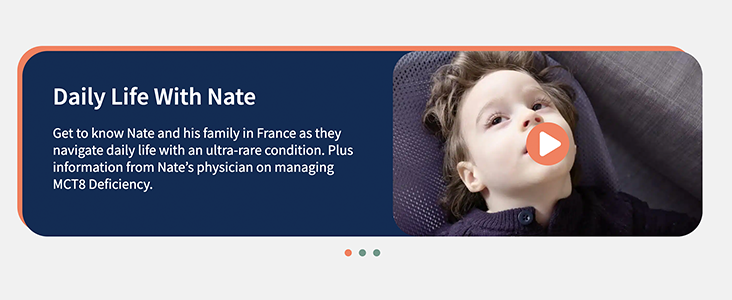 Daily Life With Nate
Get to know Nate and his family in France as they
navigate daily life with an ultra-rare condition. Plus
information from Nate’s physician on managing
MCT8 Deficiency.